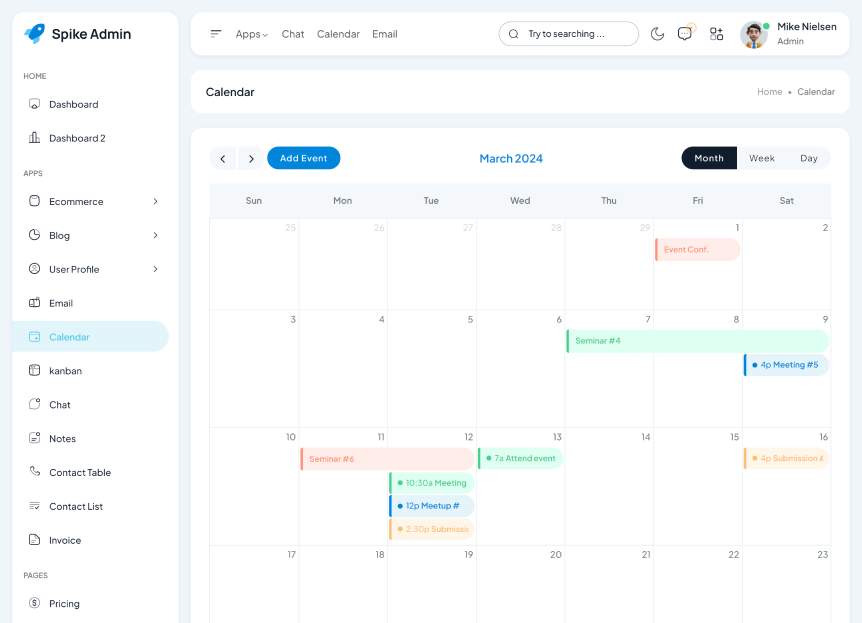 Spike Admin
HOME
Dashboard
Dashboard 2
APPS
Ecommerce
Blog
User Profile
Email
Calendar
kanban
Chat
Notes
Contact Table
Contact List
Invoice
PAGES
Pricing
Apps Chat Calendar Email
Try to searching ...
Mike Nielsen
Admin
Calendar
Home • Calendar
Add Event
March 2024
Month Week Day
Sun Mon Tue Wed Thu Fri Sat
25 26 27 28 29 1 2
Event Conf.
3 4 5 6 7 8 9
Seminar #4
4p Meeting #5
10 11 12 13 14 15 16
Seminar #6
7a Attend event
4p Submission
10:30a Meeting
12p Meetup #
2:30p Submissio
17 18 19 20 21 22 23